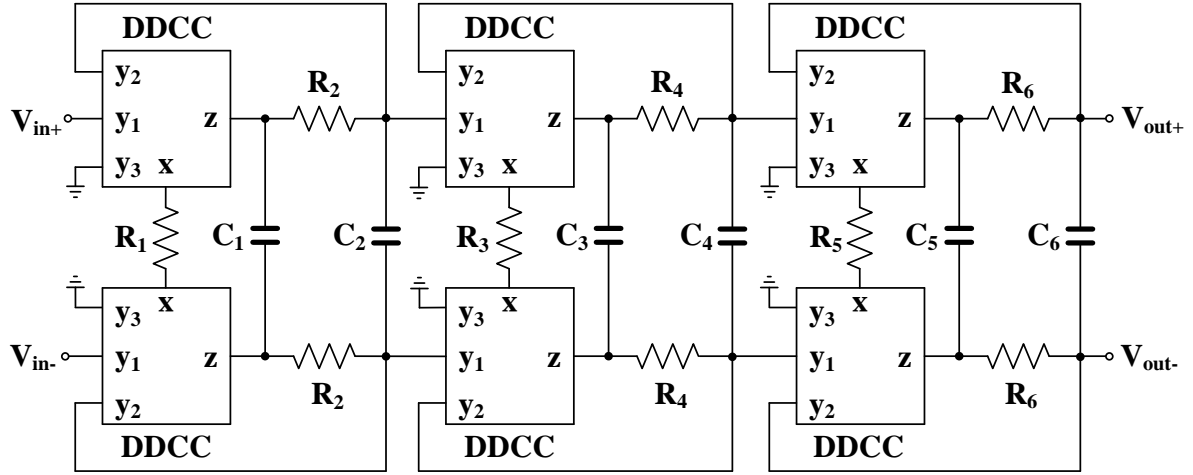 DDCC DDCC DDCC
y₂ y₂ y₂
R₂ R₄ R₆
Vin+ y₁ z y₁ z y₁ z Vout+
y₃ x y₃ x y₃ x
R₁ C₁ C₂ R₃ C₃ C₄ R₅ C₅ C₆
y₃ x y₃ x y₃ x
Vin- y₁ z y₁ z y₁ z Vout-
R₂ R₄ R₆
y₂ y₂ y₂
DDCC DDCC DDCC